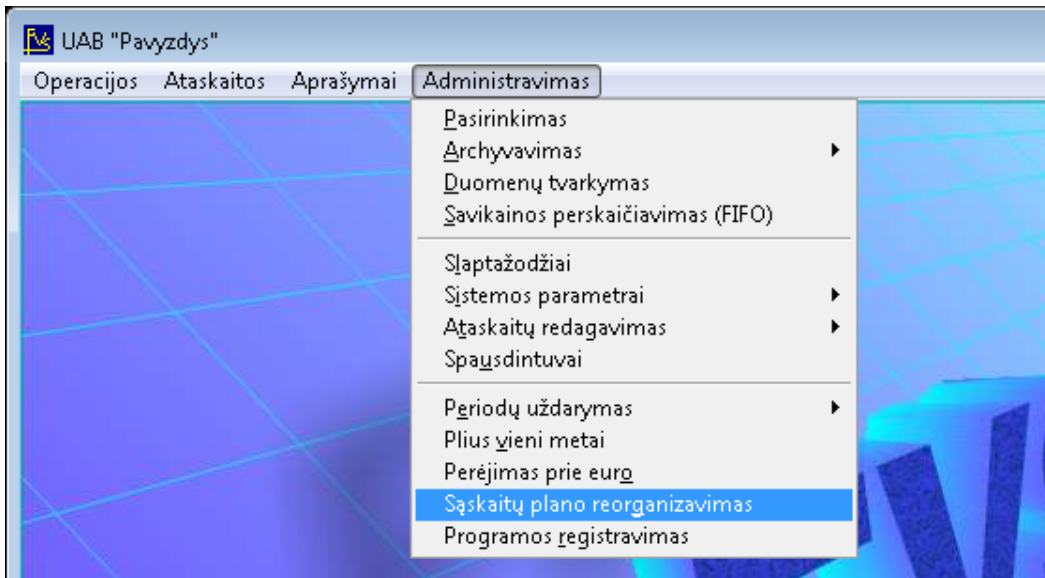 FVS UAB "Pavyzdys"
Operacijos Ataskaitos Aprašymai Administravimas
Pasirinkimas
Archyvavimas
Duomenų tvarkymas
Savikainos perskaičiavimas (FIFO)
Slaptažodžiai
Sistemos parametrai
Ataskaitų redagavimas
Spausdintuvai
Periodų uždarymas
Plius vieni metai
Perėjimas prie euro
Sąskaitų plano reorganizavimas
Programos registravimas